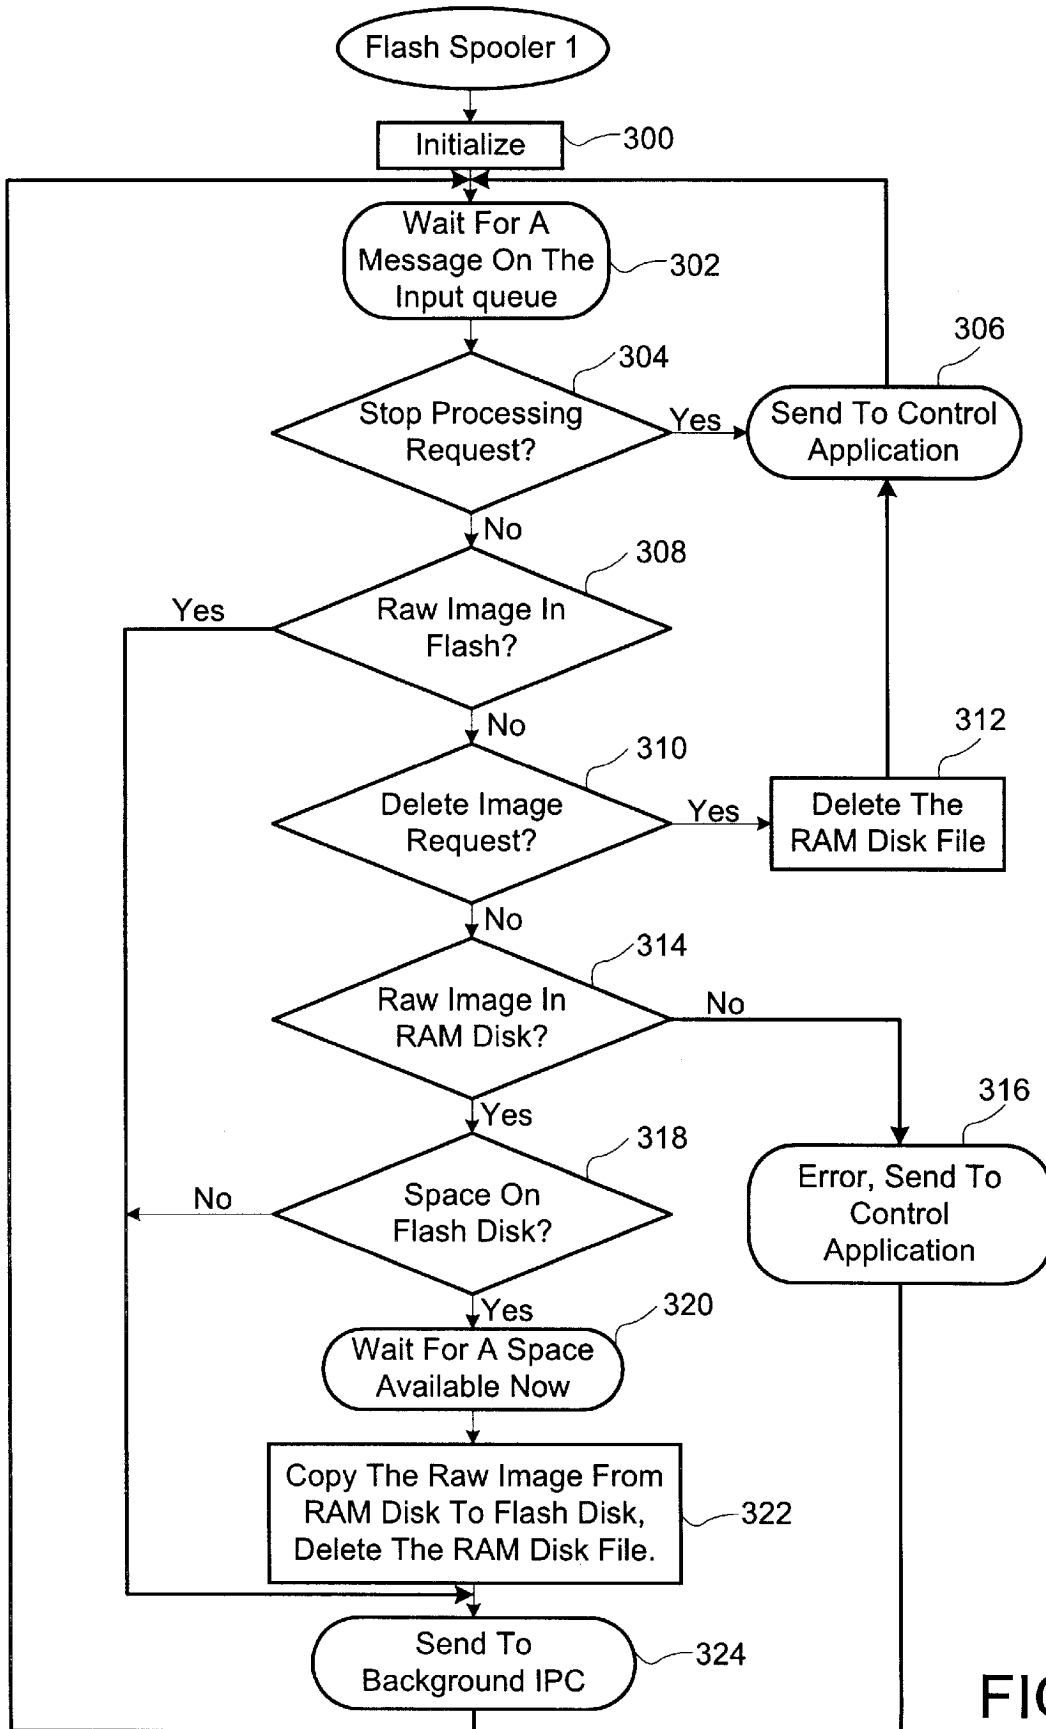 Flash Spooler 1
Initialize
300
Wait For A
Message On The
Input queue
302
304
306
Stop Processing
Request?
Yes
Send To Control
Application
No
308
Yes
Raw Image In
Flash?
No
310
312
Delete Image
Request?
Yes
Delete The
RAM Disk File
No
314
Raw Image In
RAM Disk?
No
Yes
316
318
No
Space On
Flash Disk?
Error, Send To
Control
Application
Yes
320
Wait For A Space
Available Now
Copy The Raw Image From
RAM Disk To Flash Disk,
Delete The RAM Disk File.
322
Send To
Background IPC
324